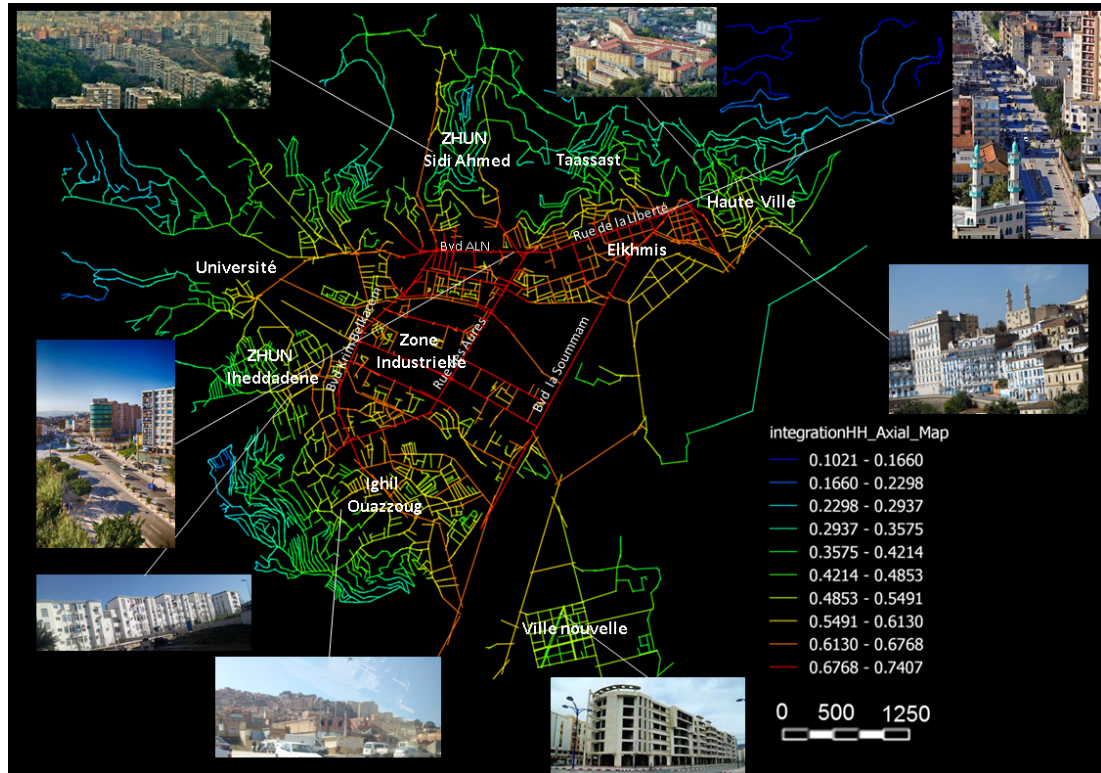 ZHUN
Sidi Ahmed
Taassast
Haute Ville
Rue de la Liberté
Bvd ALN
Elkhmis
Université
Bvd Krim Belkacem
Zone
Industrielle
Rue des Aures
Bvd la Soummam
ZHUN
Iheddadene
Ighil
Ouazzoug
Ville nouvelle
integrationHH_Axial_Map
0.1021 - 0.1660
0.1660 - 0.2298
0.2298 - 0.2937
0.2937 - 0.3575
0.3575 - 0.4214
0.4214 - 0.4853
0.4853 - 0.5491
0.5491 - 0.6130
0.6130 - 0.6768
0.6768 - 0.7407
0 500 1250